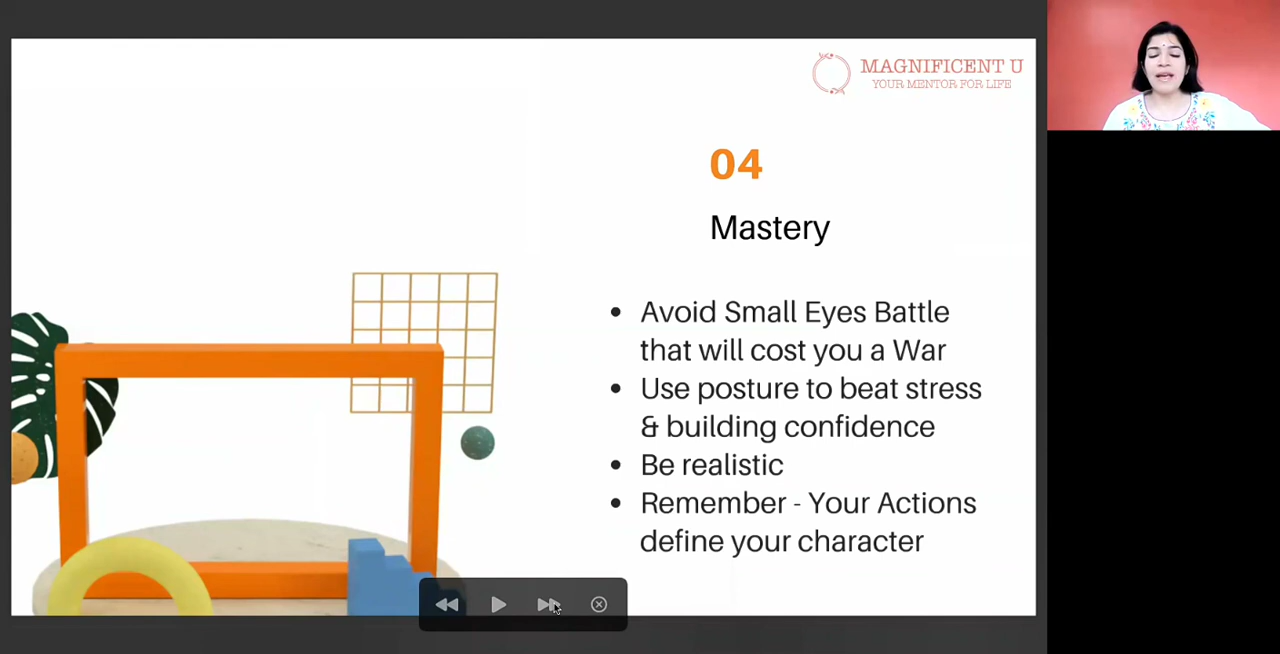 MAGNIFICENT U
YOUR MENTOR FOR LIFE
04
Mastery
• Avoid Small Eyes Battle
that will cost you a War
• Use posture to beat stress
& building confidence
• Be realistic
• Remember - Your Actions
define your character